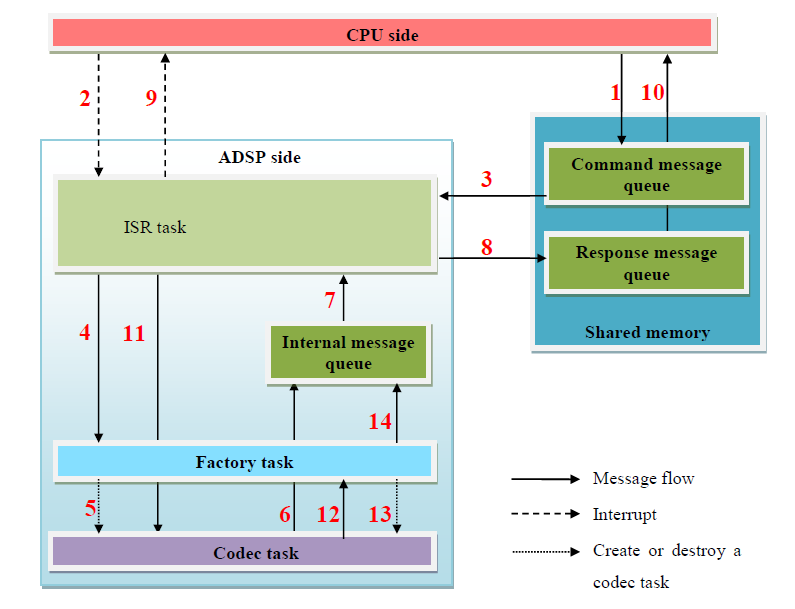 CPU side
2
9
1
10
ADSP side
Command message
queue
3
ISR task
8
Response message
queue
7
4
11
Internal message
queue
Shared memory
14
Factory task
5
6
12
13
Codec task
Message flow
Interrupt
Create or destroy a
codec task